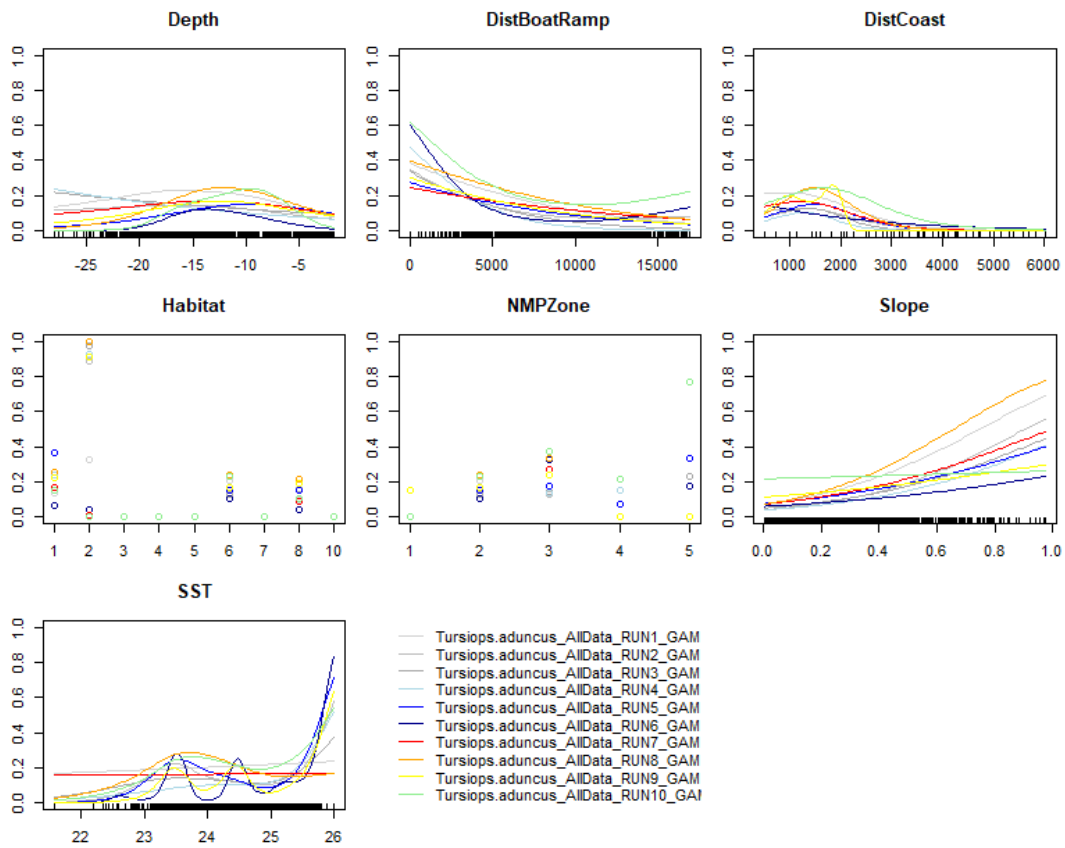 Depth
DistBoatRamp
DistCoast
0.0 0.2 0.4 0.6 0.8 1.0
0.0 0.2 0.4 0.6 0.8 1.0
0.0 0.2 0.4 0.6 0.8 1.0
-25 -20 -15 -10 -5
0 5000 10000 15000
1000 2000 3000 4000 5000 6000
Habitat
NMPZone
Slope
0.0 0.2 0.4 0.6 0.8 1.0
0.0 0.2 0.4 0.6 0.8 1.0
0.0 0.2 0.4 0.6 0.8 1.0
1 2 3 4 5 6 7 8 10
1 2 3 4 5
0.0 0.2 0.4 0.6 0.8 1.0
SST
0.0 0.2 0.4 0.6 0.8 1.0
22 23 24 25 26
Tursiops.aduncus_AllData_RUN1_GAM
Tursiops.aduncus_AllData_RUN2_GAM
Tursiops.aduncus_AllData_RUN3_GAM
Tursiops.aduncus_AllData_RUN4_GAM
Tursiops.aduncus_AllData_RUN5_GAM
Tursiops.aduncus_AllData_RUN6_GAM
Tursiops.aduncus_AllData_RUN7_GAM
Tursiops.aduncus_AllData_RUN8_GAM
Tursiops.aduncus_AllData_RUN9_GAM
Tursiops.aduncus_AllData_RUN10_GA